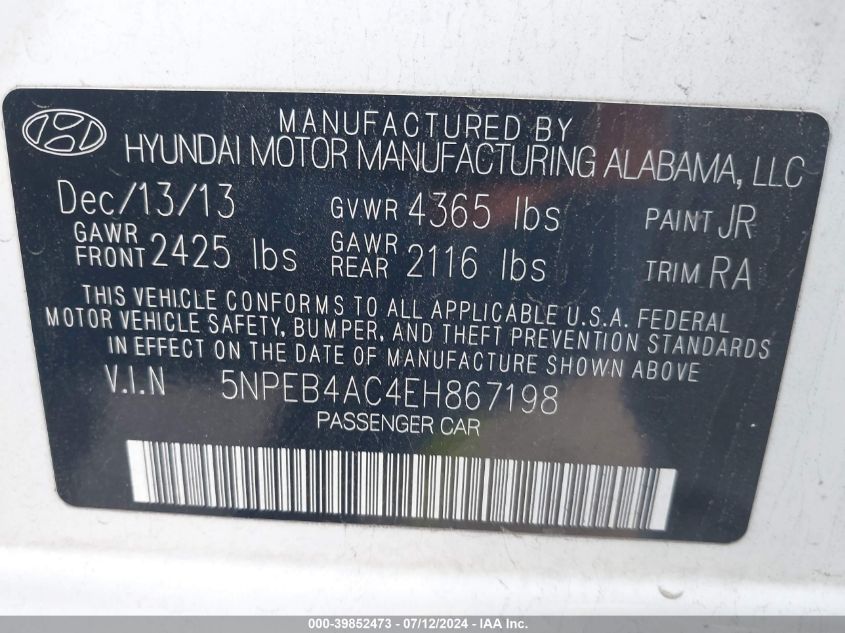 MANUFACTURED BY
HYUNDAI MOTOR MANUFACTURING ALABAMA, LLC
Dec/13/13 GVWR 4365 lbs PAINT JR
GAWR FRONT 2425 lbs GAWR REAR 2116 lbs TRIM RA
THIS VEHICLE CONFORMS TO ALL APPLICABLE U.S.A. FEDERAL
MOTOR VEHICLE SAFETY, BUMPER, AND THEFT PREVENTION STANDARDS
IN EFFECT ON THE DATE OF MANUFACTURE SHOWN ABOVE
V.I.N 5NPEB4AC4EH867198
PASSENGER CAR
000-39852473 - 07/12/2024 - IAA Inc.